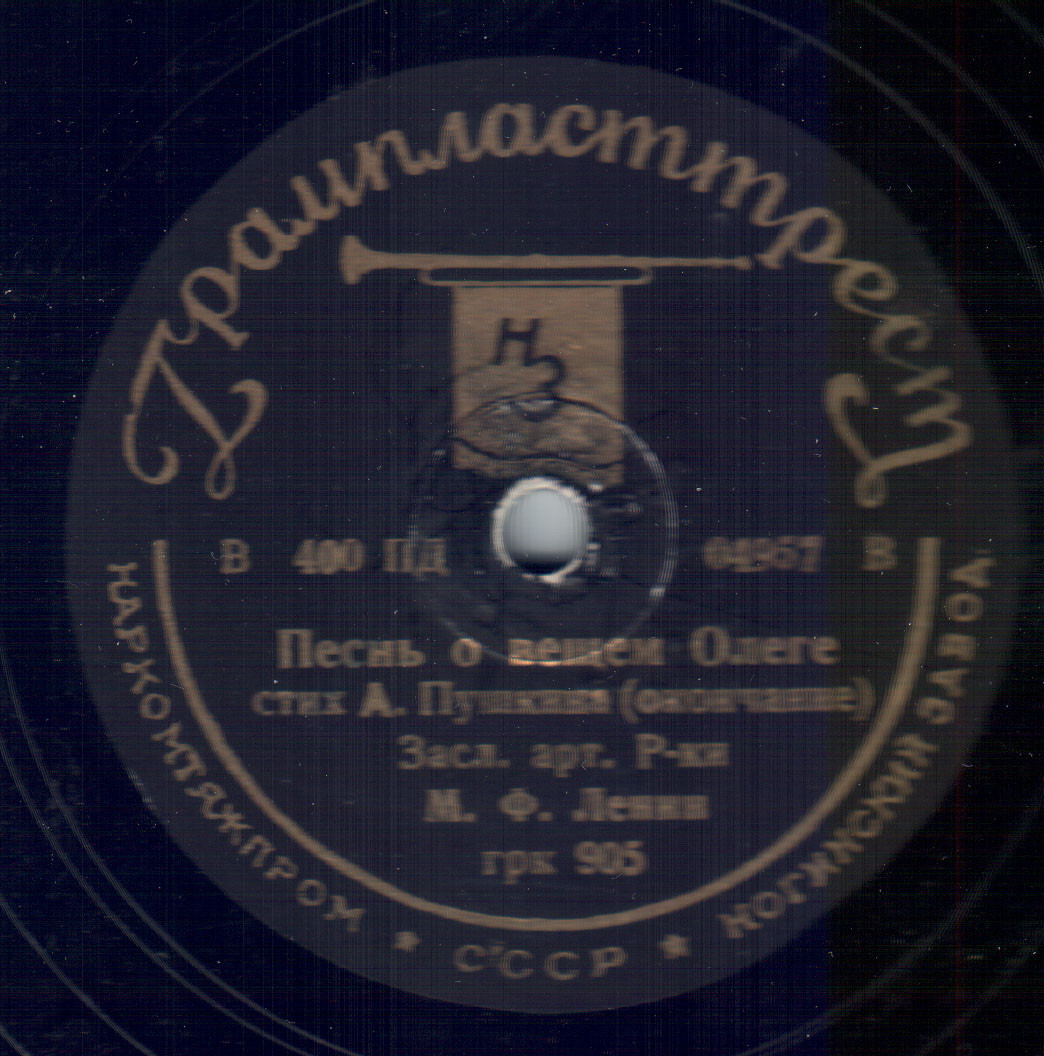 Грампласттрест
НЗ
В 400 ПД 04967 В
Песнь о вещем Олеге
стих А. Пушкина (окончание)
Засл. арт. Р-ки
М. Ф. Ленин
грк 905
НАРКОМТЯЖПРОМ ★ СССР ★ НОГИНСКИЙ ЗАВОД